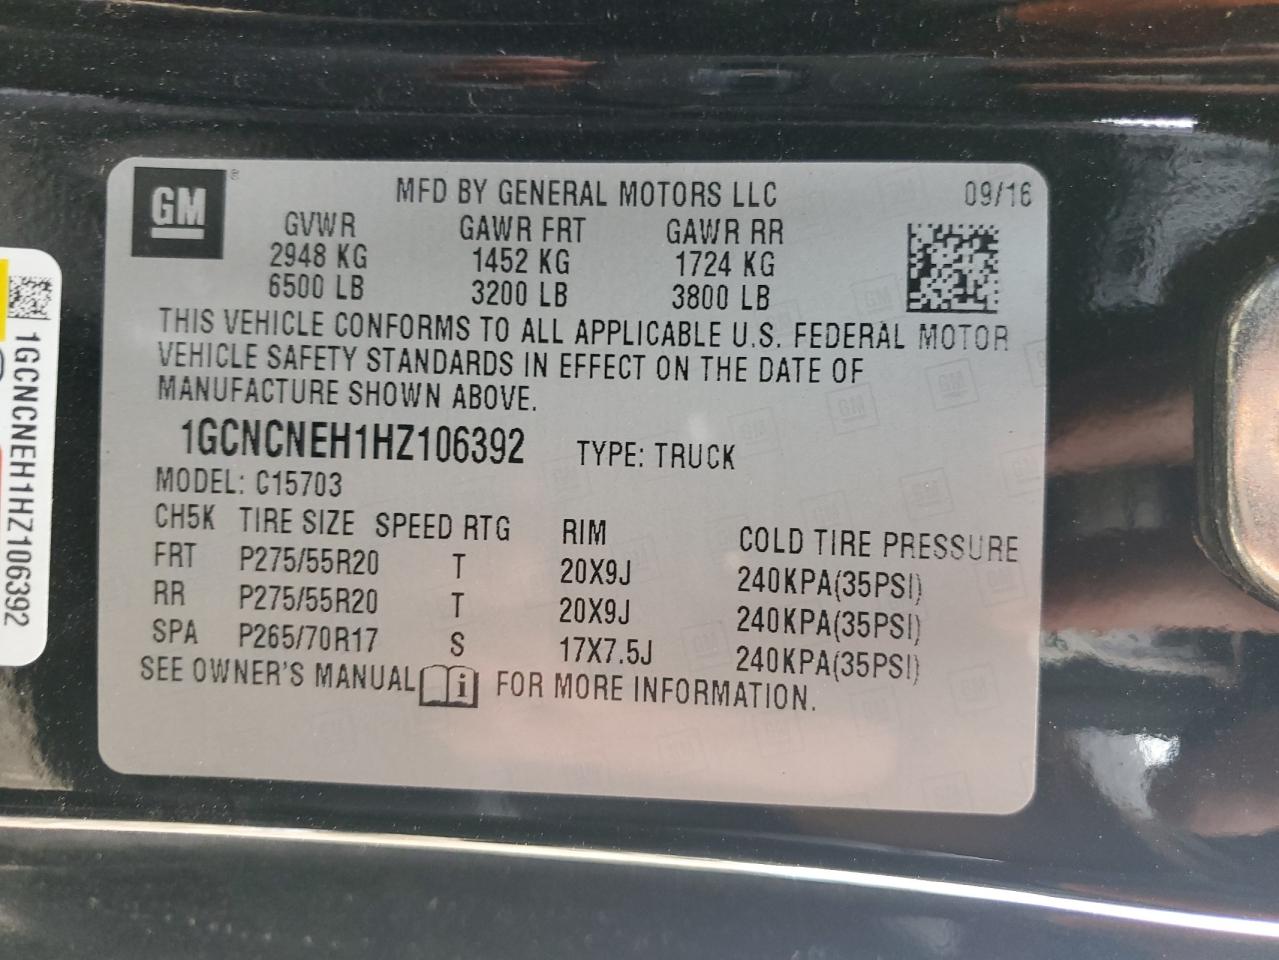 GM
MFD BY GENERAL MOTORS LLC 09/16
GVWR GAWR FRT GAWR RR
2948 KG 1452 KG 1724 KG
6500 LB 3200 LB 3800 LB
THIS VEHICLE CONFORMS TO ALL APPLICABLE U.S. FEDERAL MOTOR
VEHICLE SAFETY STANDARDS IN EFFECT ON THE DATE OF
MANUFACTURE SHOWN ABOVE.
1GCNCNEH1HZ106392 TYPE: TRUCK
MODEL: C15703
CH5K TIRE SIZE SPEED RTG RIM COLD TIRE PRESSURE
FRT P275/55R20 T 20X9J 240KPA(35PSI)
RR P275/55R20 T 20X9J 240KPA(35PSI)
SPA P265/70R17 S 17X7.5J 240KPA(35PSI)
SEE OWNER'S MANUAL i FOR MORE INFORMATION.
1GCNCNEH1HZ106392